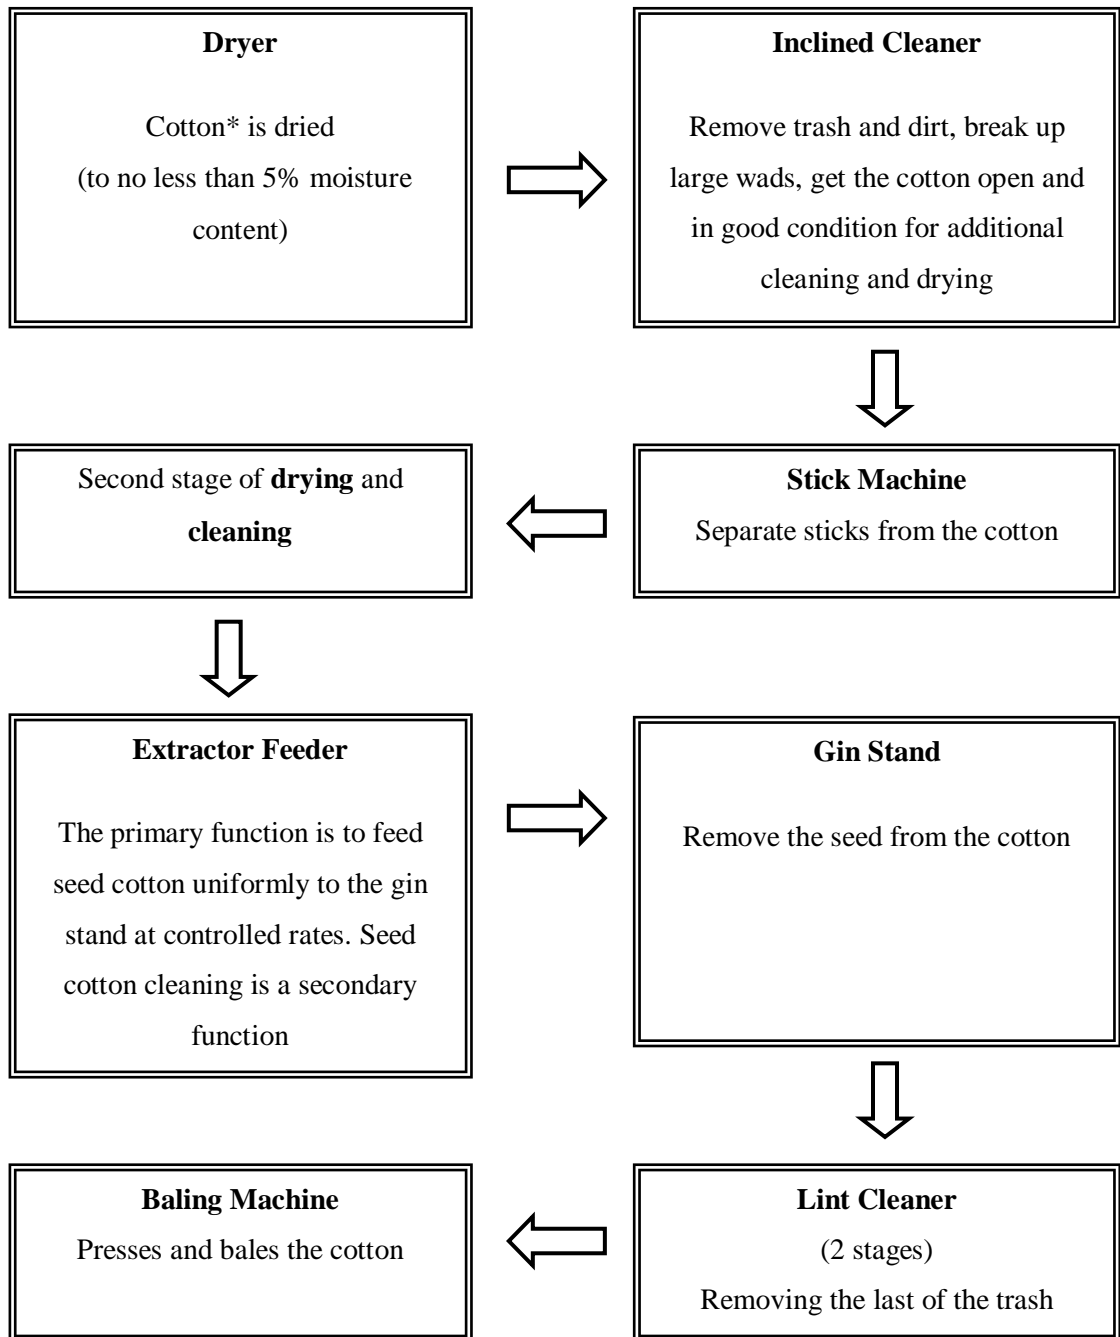 Dryer
Cotton* is dried
(to no less than 5% moisture
content)
Inclined Cleaner
Remove trash and dirt, break up
large wads, get the cotton open and
in good condition for additional
cleaning and drying
Stick Machine
Separate sticks from the cotton
Second stage of drying and
cleaning
Extractor Feeder
The primary function is to feed
seed cotton uniformly to the gin
stand at controlled rates. Seed
cotton cleaning is a secondary
function
Gin Stand
Remove the seed from the cotton
Lint Cleaner
(2 stages)
Removing the last of the trash
Baling Machine
Presses and bales the cotton